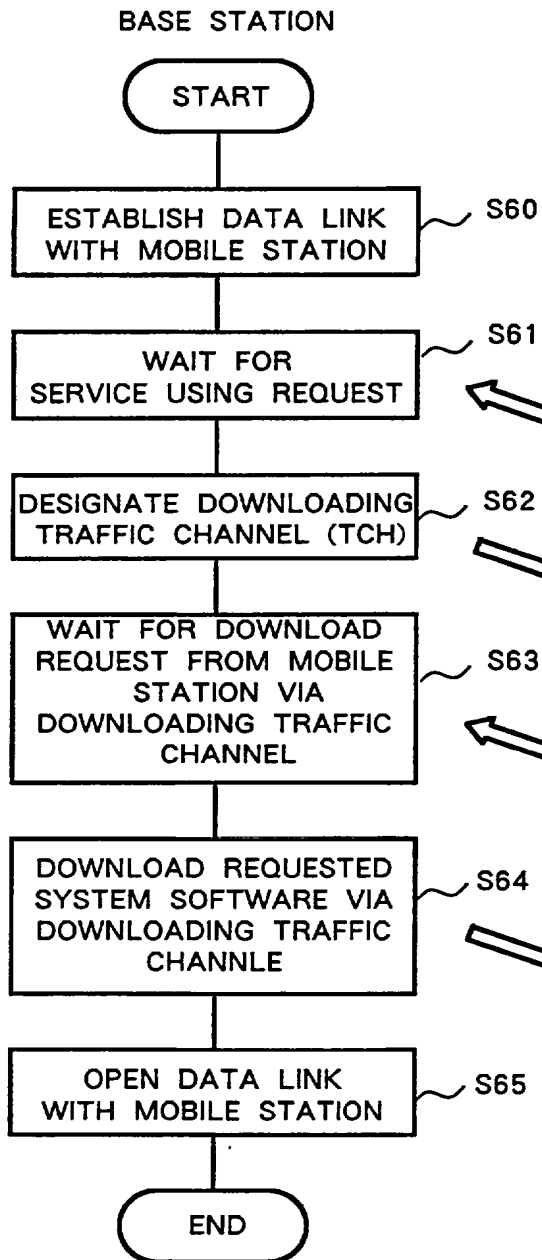 BASE STATION
START
ESTABLISH DATA LINK
WITH MOBILE STATION
S60
WAIT FOR
SERVICE USING REQUEST
S61
DESIGNATE DOWNLOADING
TRAFFIC CHANNEL (TCH)
S62
WAIT FOR DOWNLOAD
REQUEST FROM MOBILE
STATION VIA
DOWNLOADING TRAFFIC
CHANNEL
S63
DOWNLOAD REQUESTED
SYSTEM SOFTWARE VIA
DOWNLOADING TRAFFIC
CHANNLE
S64
OPEN DATA LINK
WITH MOBILE STATION
S65
END